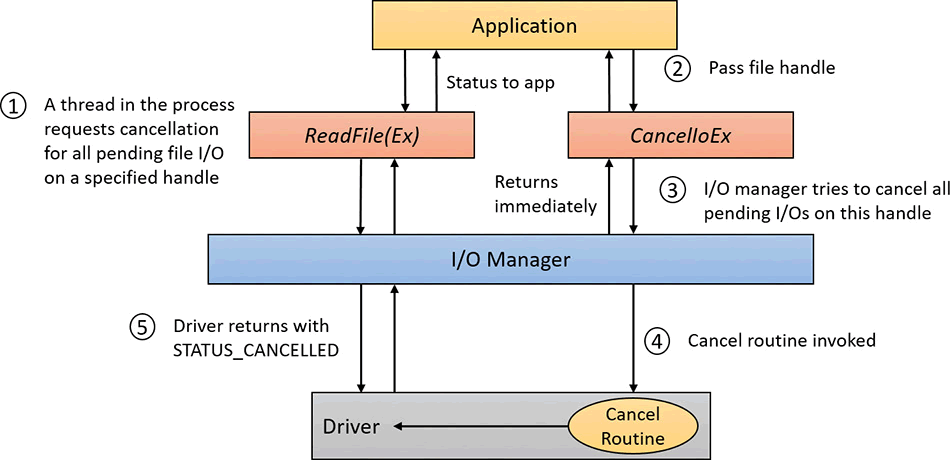 Application
Status to app
② Pass file handle
① A thread in the process
requests cancellation
for all pending file I/O
on a specified handle
ReadFile(Ex)
CancelIoEx
Returns
immediately
③ I/O manager tries to cancel all
pending I/Os on this handle
I/O Manager
⑤ Driver returns with
STATUS_CANCELLED
④ Cancel routine invoked
Driver
Cancel
Routine